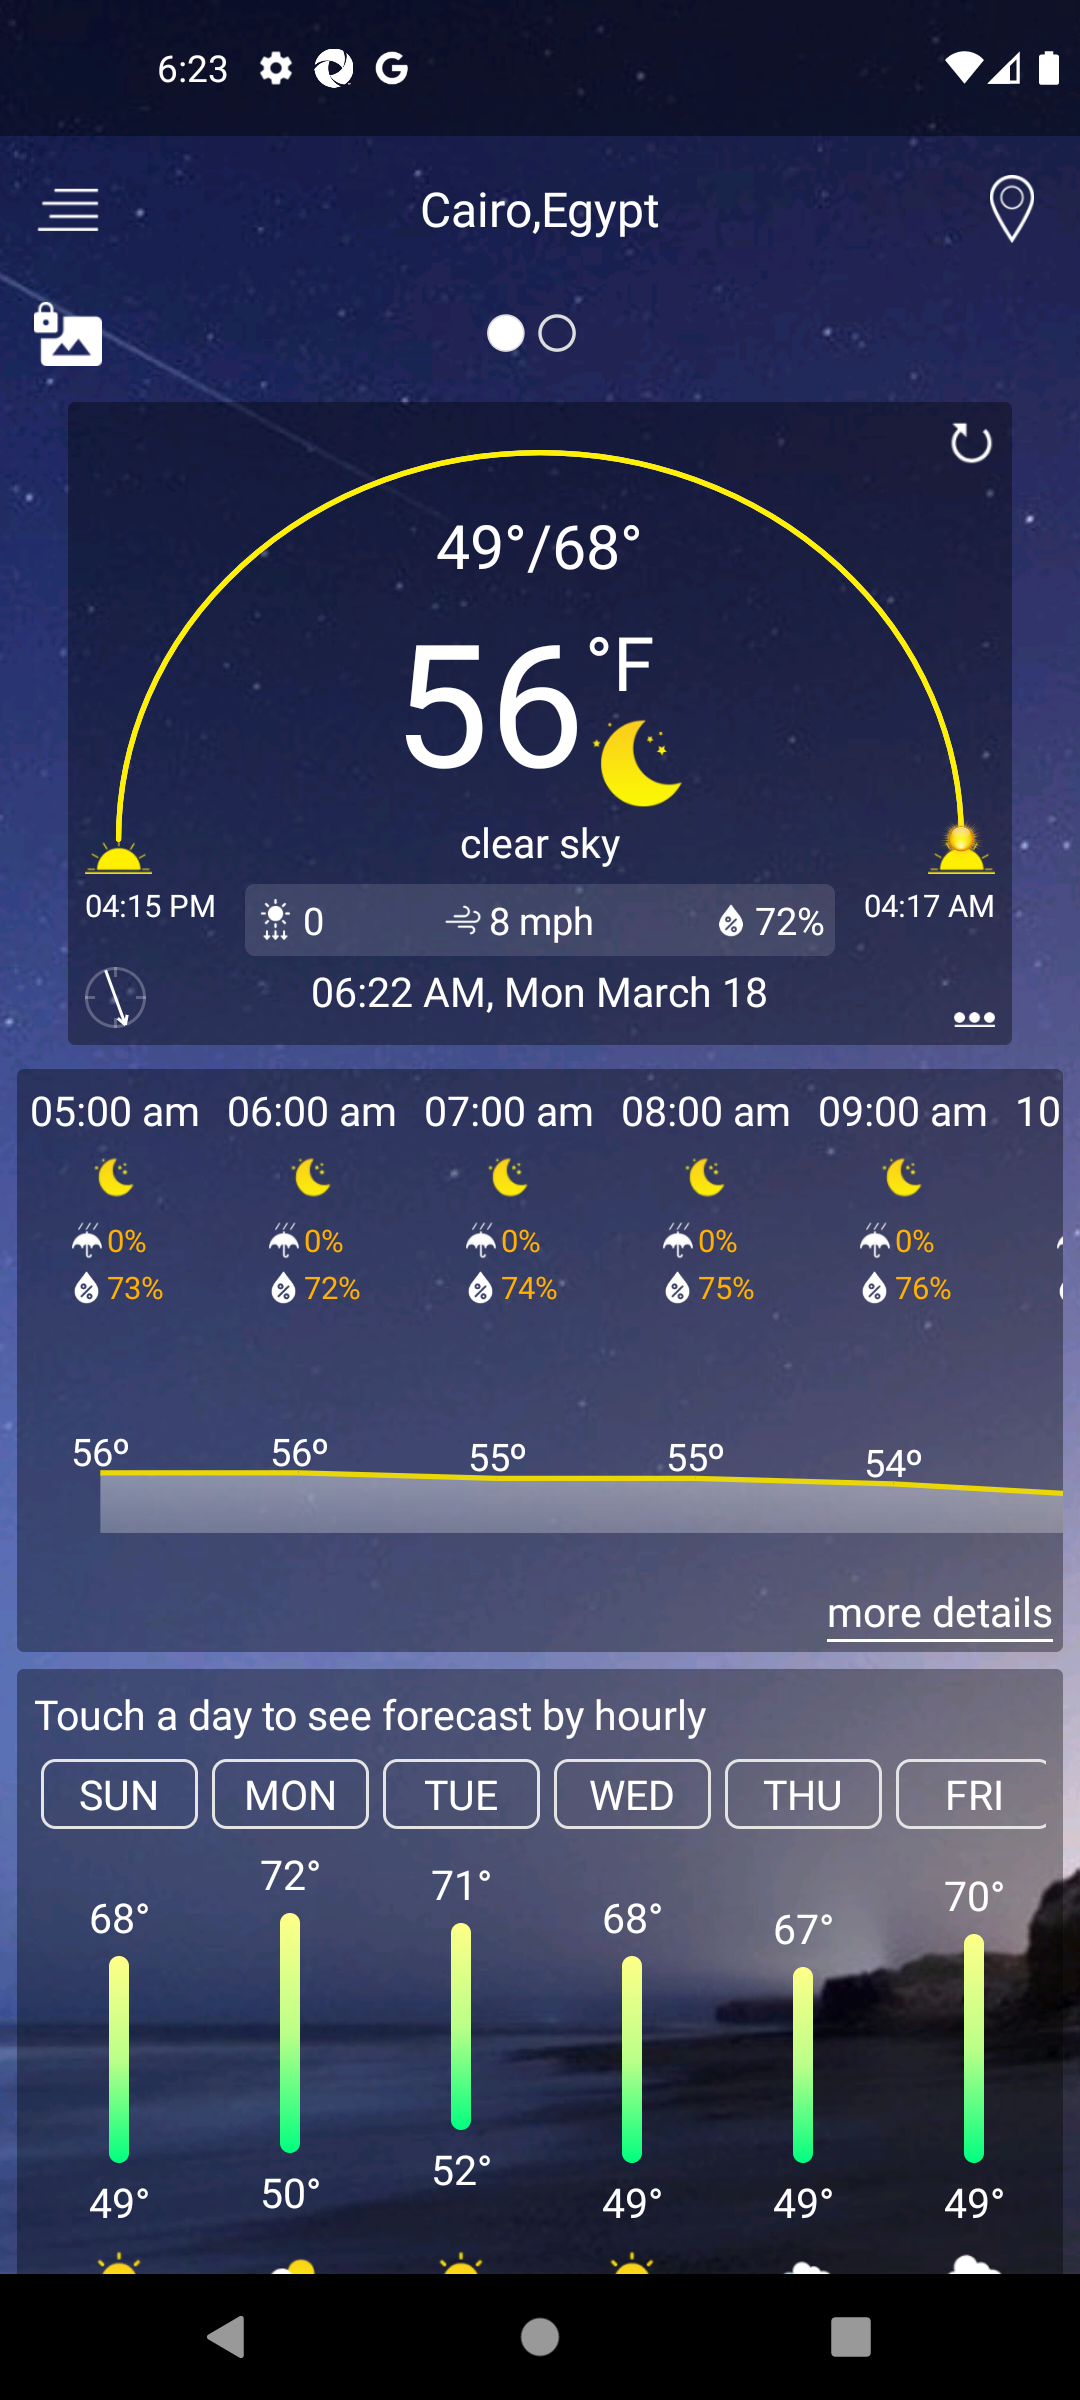 6:23
Cairo,Egypt
49°/68°
56 °F
clear sky
04:15 PM 0 8 mph 72% 04:17 AM
06:22 AM, Mon March 18
05:00 am 06:00 am 07:00 am 08:00 am 09:00 am 10
0% 0% 0% 0% 0%
73% 72% 74% 75% 76%
56º 56º 55º 55º 54º
more details
Touch a day to see forecast by hourly
SUN MON TUE WED THU FRI
68° 72° 71° 68° 67° 70°
49° 50° 52° 49° 49° 49°